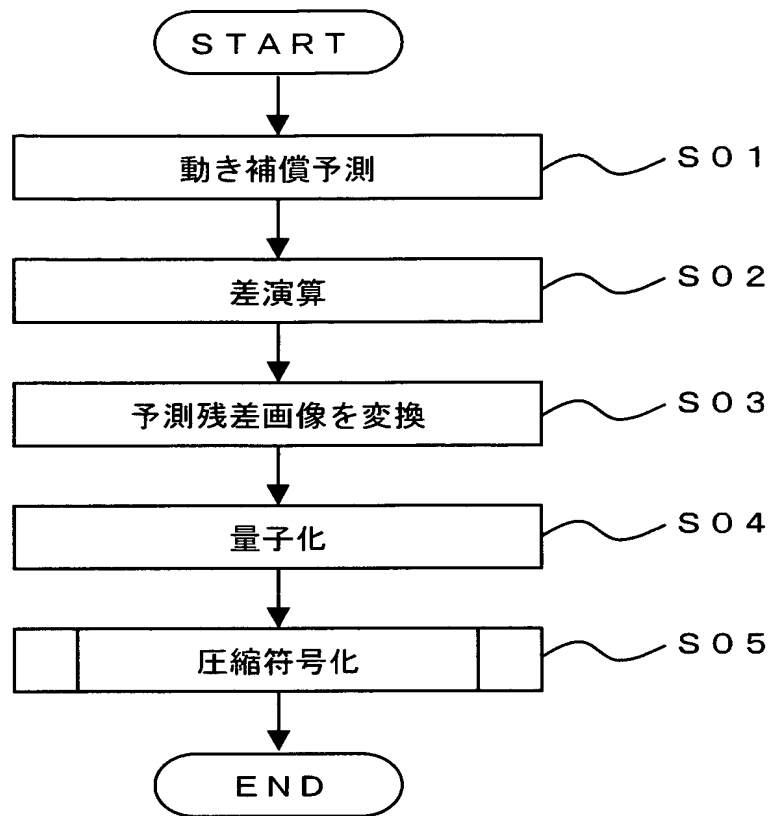 ＳＴＡＲＴ
動き補償予測
Ｓ０１
差演算
Ｓ０２
予測残差画像を変換
Ｓ０３
量子化
Ｓ０４
圧縮符号化
Ｓ０５
ＥＮＤ